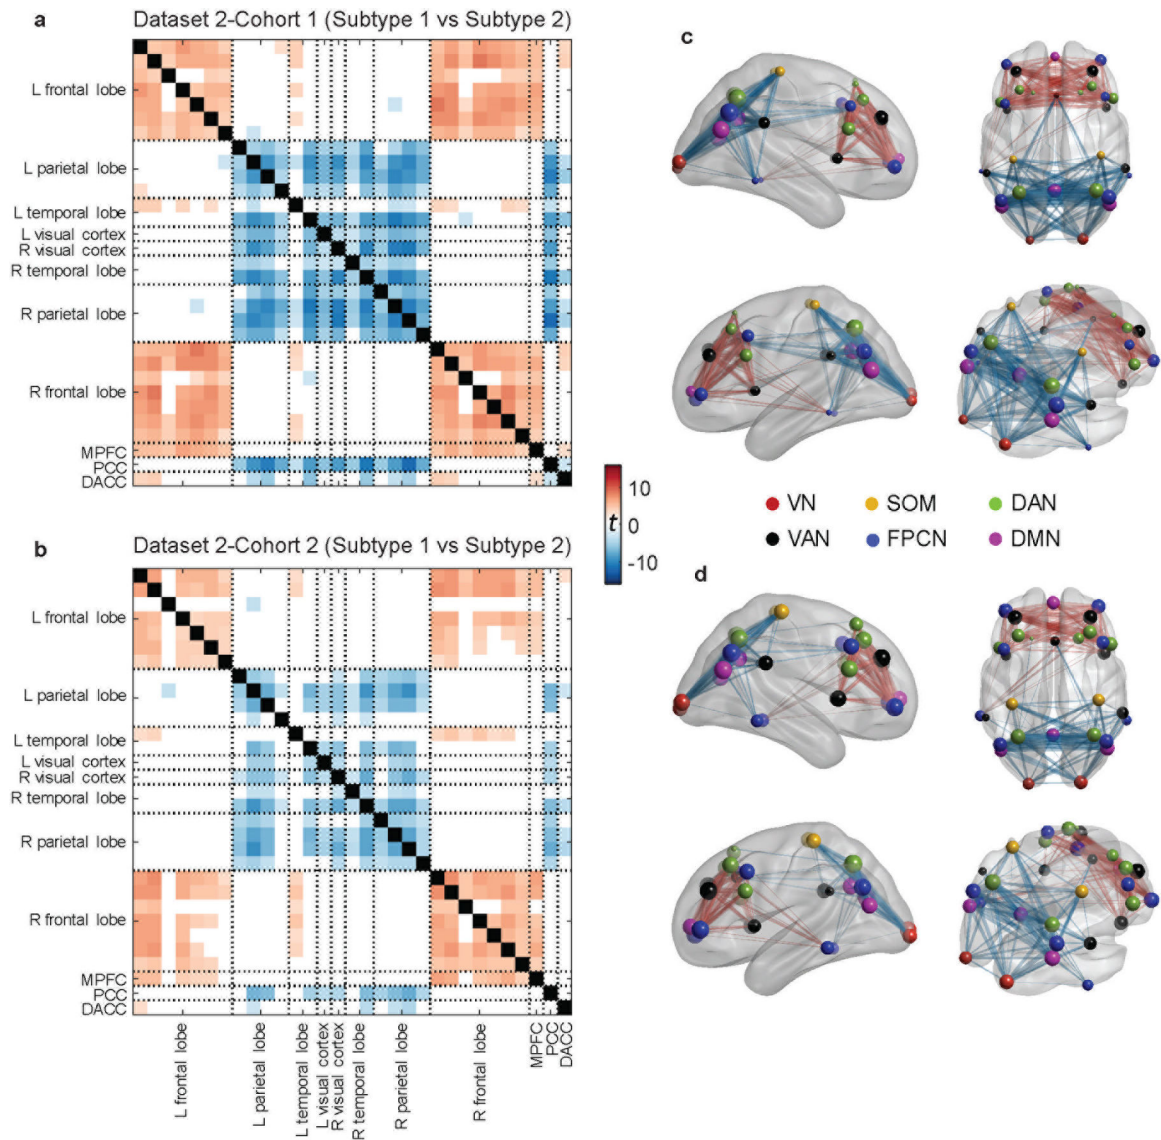 a
Dataset 2-Cohort 1 (Subtype 1 vs Subtype 2)
L frontal lobe
L parietal lobe
L temporal lobe
L visual cortex
R visual cortex
R temporal lobe
R parietal lobe
R frontal lobe
MPFC
PCC
DACC
10
t
0
-10
b
Dataset 2-Cohort 2 (Subtype 1 vs Subtype 2)
L frontal lobe
L parietal lobe
L temporal lobe
L visual cortex
R visual cortex
R temporal lobe
R parietal lobe
R frontal lobe
MPFC
PCC
DACC
L frontal lobe
L parietal lobe
L temporal lobe
L visual cortex
R visual cortex
R temporal lobe
R parietal lobe
R frontal lobe
MPFC
PCC
DACC
c
VN
SOM
DAN
VAN
FPCN
DMN
d